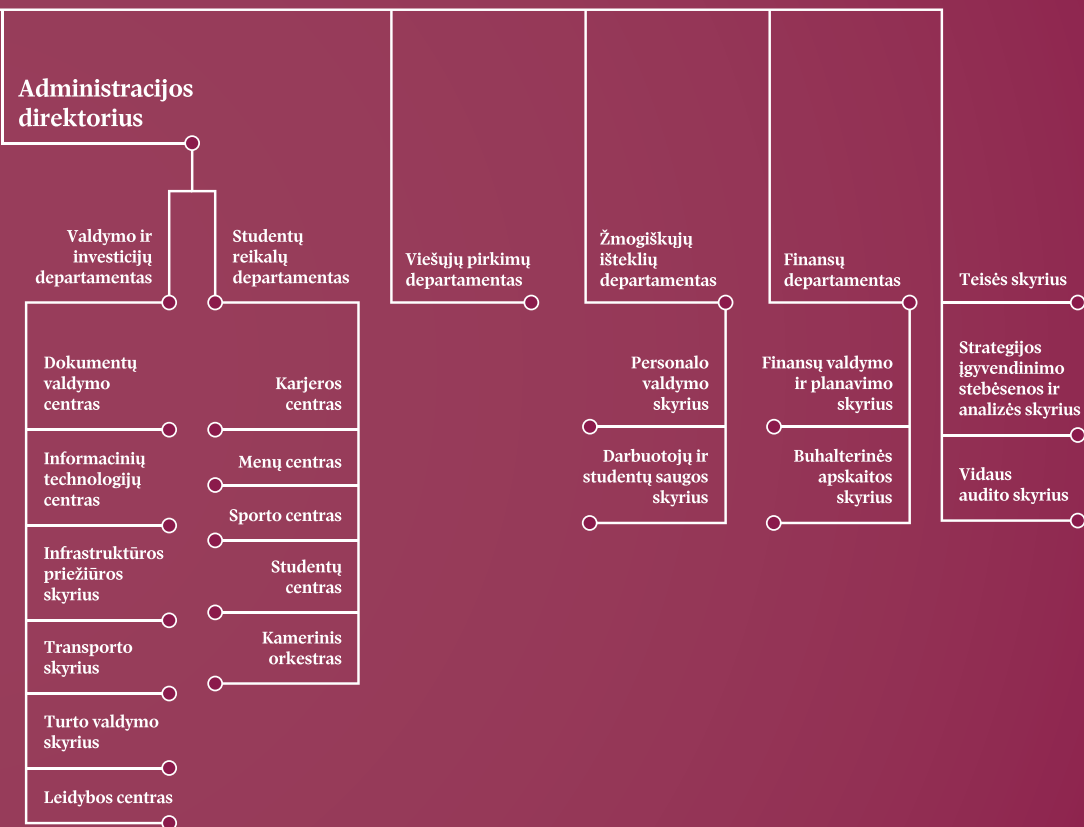 Administracijos
direktorius
Valdymo ir
investicijų
departamentas
Dokumentų
valdymo
centras
Informacinių
technologijų
centras
Infrastruktūros
priežiūros
skyrius
Transporto
skyrius
Turto valdymo
skyrius
Leidybos centras
Studentų
reikalų
departamentas
Karjeros
centras
Menų centras
Sporto centras
Studentų
centras
Kamerinis
orkestras
Viešųjų pirkimų
departamentas
Žmogiškųjų
išteklių
departamentas
Personalo
valdymo
skyrius
Darbuotojų ir
studentų saugos
skyrius
Finansų
departamentas
Finansų valdymo
ir planavimo
skyrius
Buhalterinės
apskaitos
skyrius
Teisės skyrius
Strategijos
įgyvendinimo
stebėsenos ir
analizės skyrius
Vidaus
audito skyrius